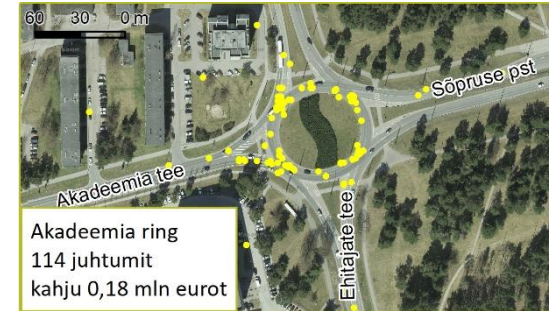 60 30 0 m
Sõpruse pst
Akadeemia tee
Ehitajate tee
Akadeemia ring
114 juhtumit
kahju 0,18 mln eurot